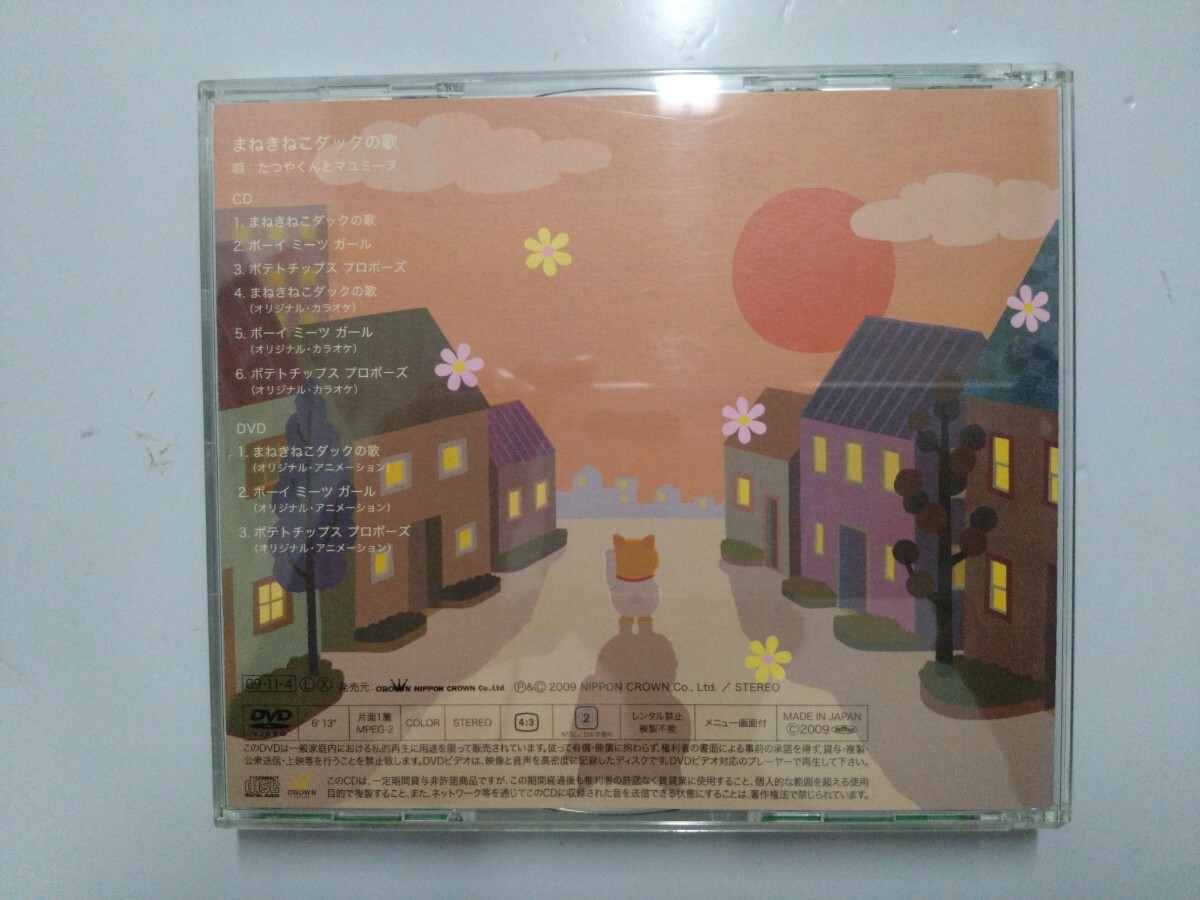 まねきねこダックの歌
唄：たつやくんとマユミーヌ
CD
1. まねきねこダックの歌
2. ボーイ ミーツ ガール
3. ポテトチップス プロポーズ
4. まねきねこダックの歌
(オリジナル・カラオケ)
5. ボーイ ミーツ ガール
(オリジナル・カラオケ)
6. ポテトチップス プロポーズ
(オリジナル・カラオケ)
DVD
1. まねきねこダックの歌
(オリジナル・アニメーション)
2. ボーイ ミーツ ガール
(オリジナル・アニメーション)
3. ポテトチップス プロポーズ
(オリジナル・アニメーション)
09・11・4 Ⓛ Ⓧ 発売元: CROWN NIPPON CROWN Co., Ltd. Ⓟ&Ⓒ 2009 NIPPON CROWN Co., Ltd. / STEREO
DVD VIDEO 6' 13" 片面1層 MPEG-2 COLOR STEREO 4:3 2 NTSC, 日本市場向 レンタル禁止 複製不能 メニュー画面付 MADE IN JAPAN Ⓒ2009
このDVDは一般家庭内における私的再生に用途を限って販売されています。従って有償・無償に拘わらず、権利者の書面による事前の承諾を得ず、貸与・複製・
公衆送信・上映等を行うことを禁止致します。DVDビデオは、映像と音声を高密度に記録したディスクです。DVDビデオ対応のプレーヤーで再生して下さい。
COMPACT disc DIGITAL AUDIO CROWN このCDは、一定期間貸与非許諾商品ですが、この期間経過後も権利者の許諾なく賃貸業に使用すること、個人的な範囲を超える使用
目的で複製すること、また、ネットワーク等を通じてこのCDに収録された音を送信できる状態にすることは、著作権法で禁じられています。